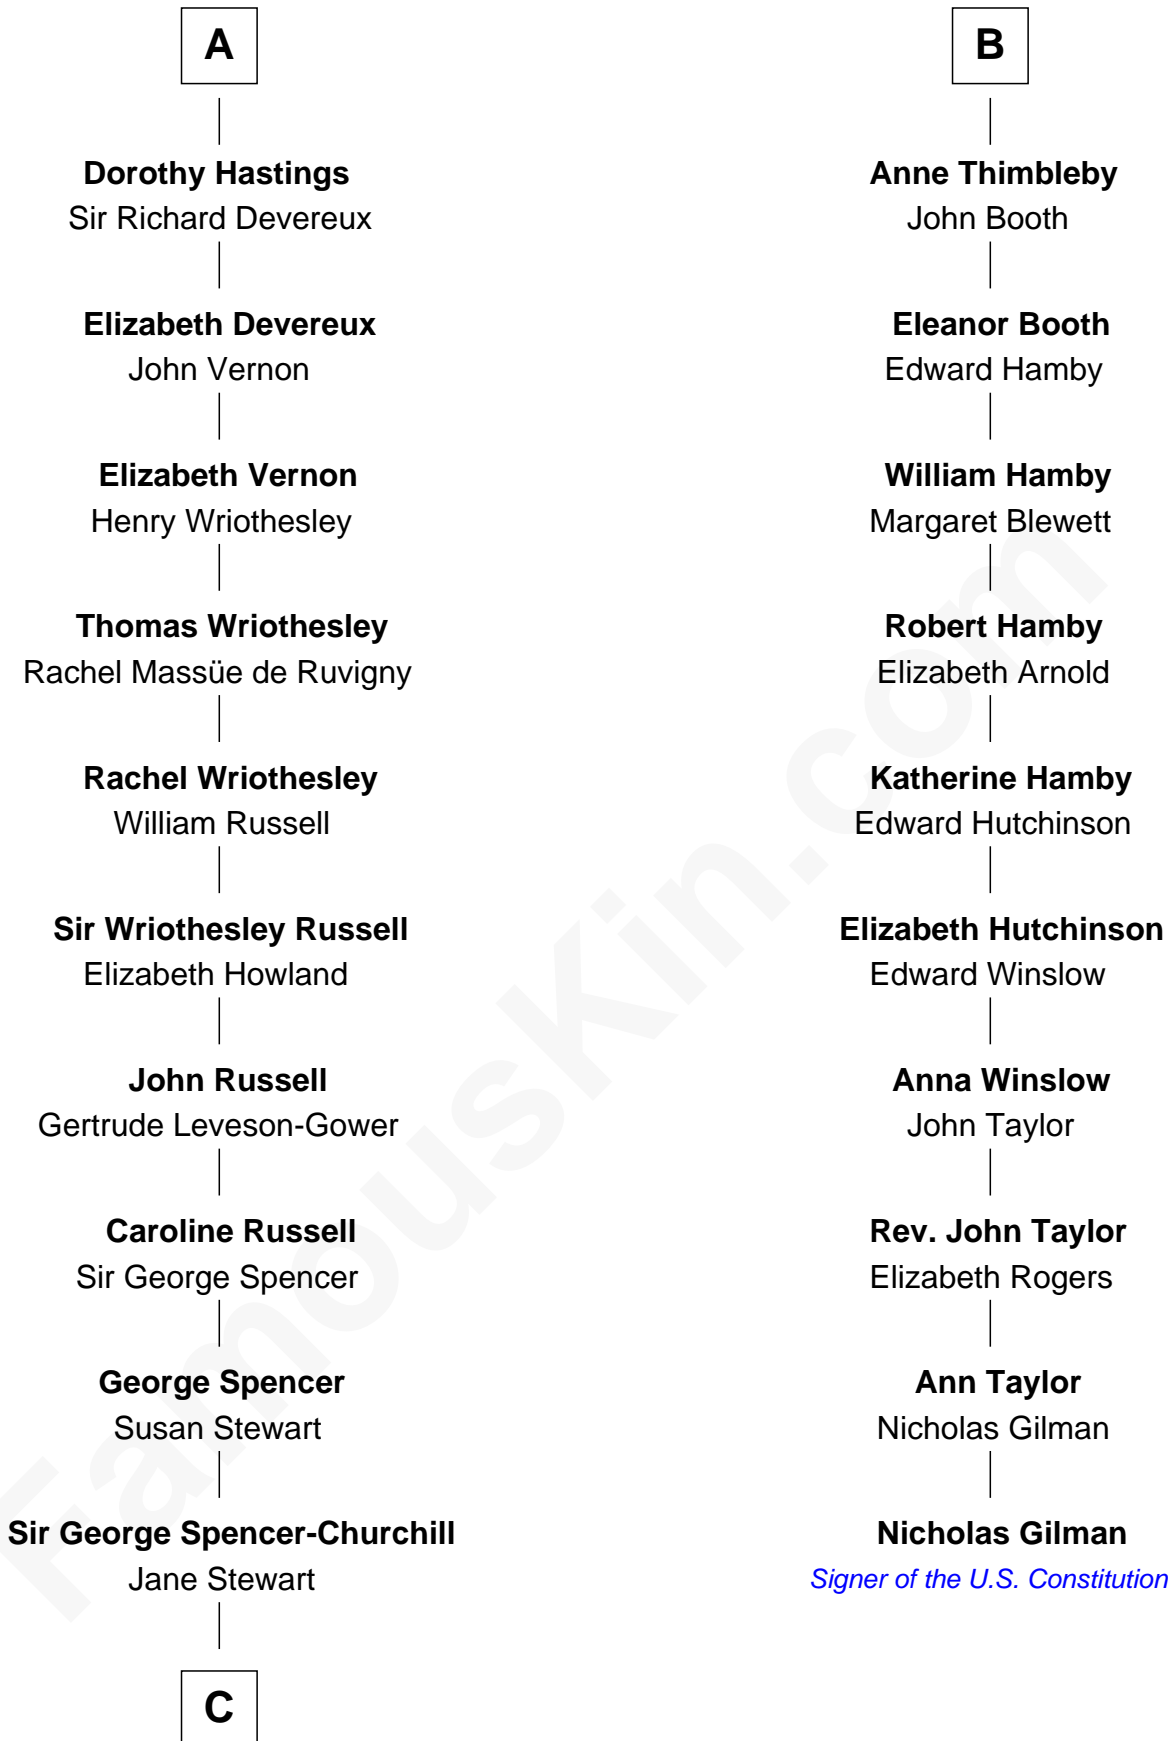 A
Dorothy Hastings
Sir Richard Devereux
Elizabeth Devereux
John Vernon
Elizabeth Vernon
Henry Wriothesley
Thomas Wriothesley
Rachel Massüe de Ruvigny
Rachel Wriothesley
William Russell
Sir Wriothesley Russell
Elizabeth Howland
John Russell
Gertrude Leveson-Gower
Caroline Russell
Sir George Spencer
George Spencer
Susan Stewart
Sir George Spencer-Churchill
Jane Stewart
C
B
Anne Thimbleby
John Booth
Eleanor Booth
Edward Hamby
William Hamby
Margaret Blewett
Robert Hamby
Elizabeth Arnold
Katherine Hamby
Edward Hutchinson
Elizabeth Hutchinson
Edward Winslow
Anna Winslow
John Taylor
Rev. John Taylor
Elizabeth Rogers
Ann Taylor
Nicholas Gilman
Nicholas Gilman
Signer of the U.S. Constitution
FamousKin.com